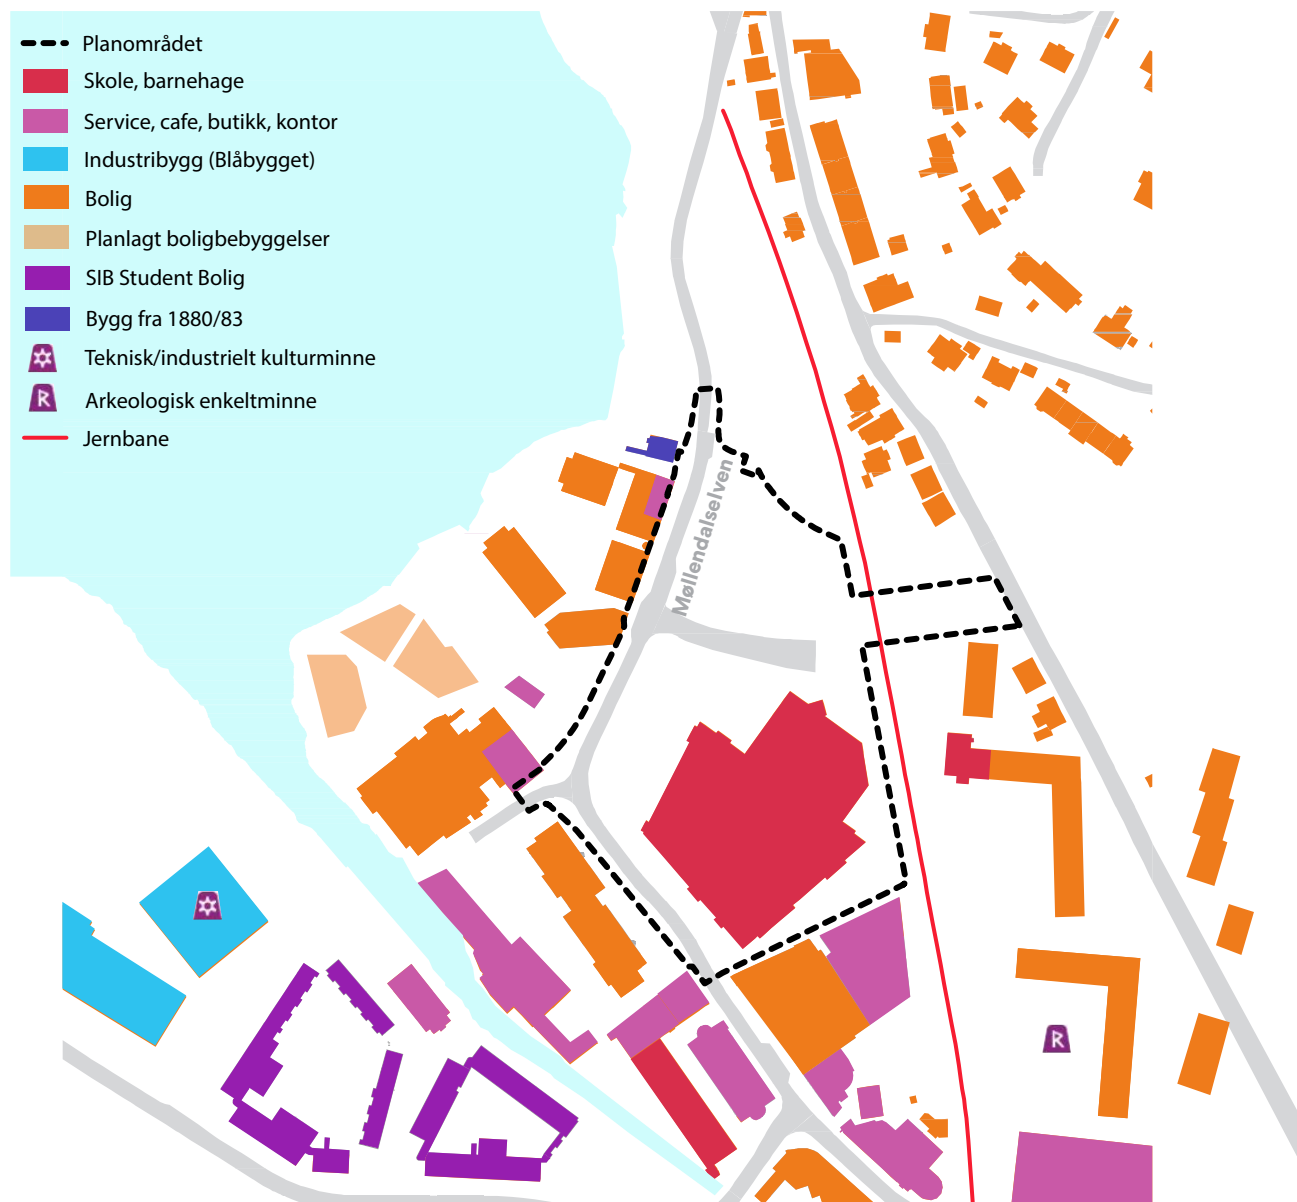 Planområdet
Skole, barnehage
Service, cafe, butikk, kontor
Industribygg (Blåbygget)
Bolig
Planlagt boligbebyggelser
SIB Student Bolig
Bygg fra 1880/83
Teknisk/industrielt kulturminne
R Arkeologisk enkeltminne
Jernbane
Møllendalselven
R